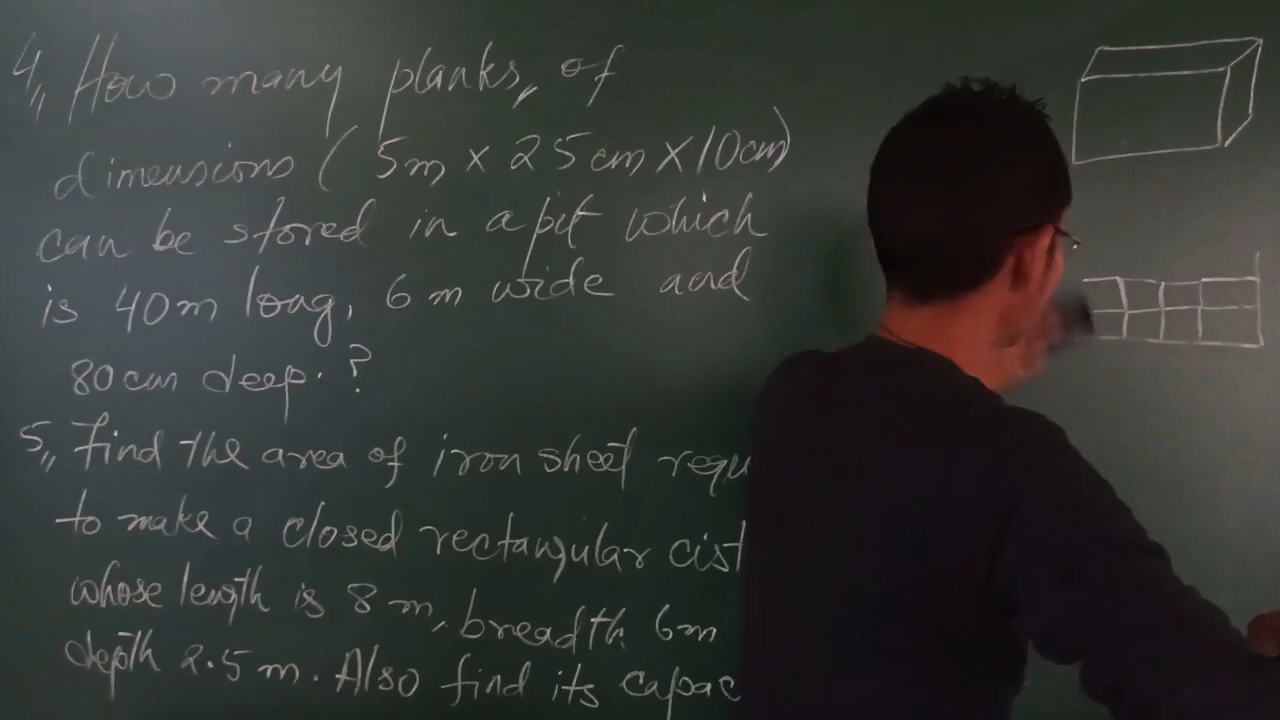 4,, How many planks, of
dimensions (5m × 25cm × 10cm)
can be stored in a pit which
is 40m long, 6m wide and
80cm deep. ?
5,, Find the area of iron sheet requ
to make a closed rectangular cist
whose length is 8m, breadth 6m
depth 2.5m. Also find its capac